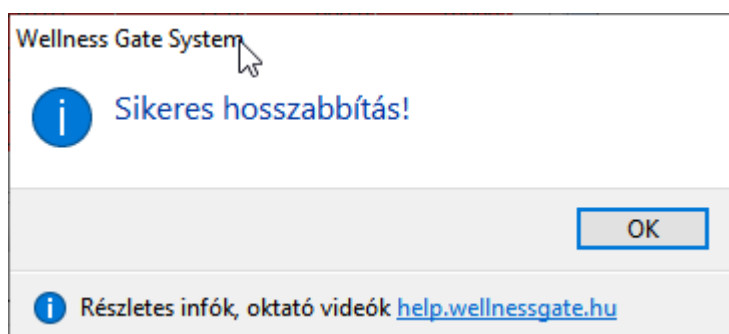 Wellness Gate System
Sikeres hosszabbítás!
OK
Részletes infók, oktató videók help.wellnessgate.hu